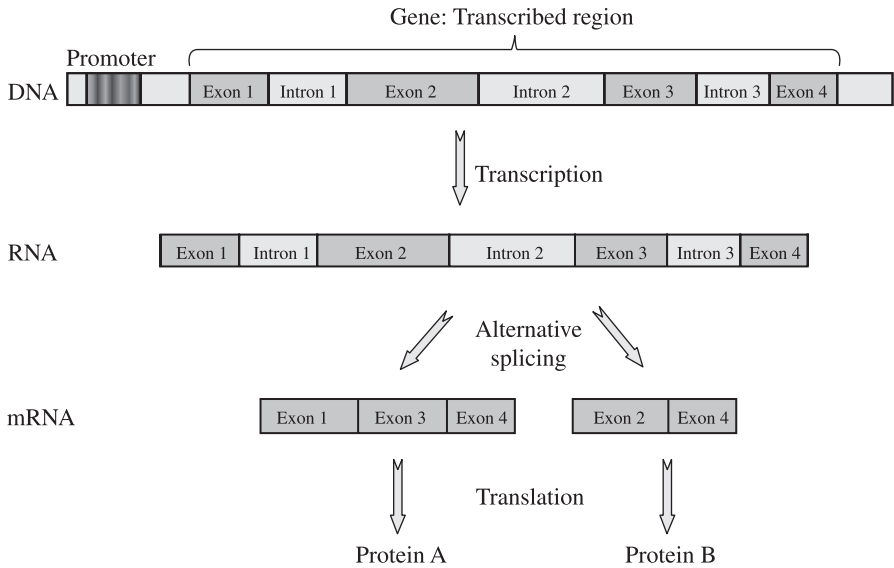 Gene: Transcribed region
Promoter
DNA Exon 1 Intron 1 Exon 2 Intron 2 Exon 3 Intron 3 Exon 4
Transcription
RNA Exon 1 Intron 1 Exon 2 Intron 2 Exon 3 Intron 3 Exon 4
Alternative
splicing
mRNA Exon 1 Exon 3 Exon 4 Exon 2 Exon 4
Translation
Protein A Protein B